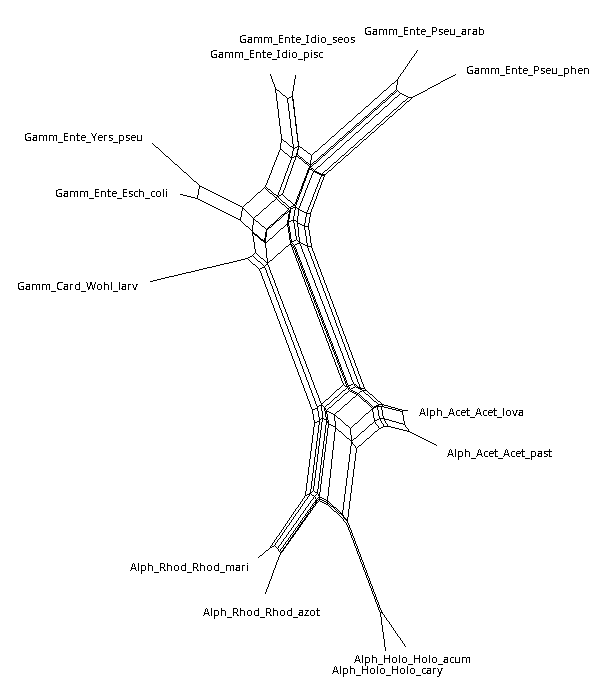 Gamm_Ente_Pseu_arab
Gamm_Ente_Idio_seos
Gamm_Ente_Idio_pisc
Gamm_Ente_Pseu_phen
Gamm_Ente_Yers_pseu
Gamm_Ente_Esch_coli
Gamm_Card_Wohl_larv
Alph_Acet_Acet_lova
Alph_Acet_Acet_past
Alph_Rhod_Rhod_mari
Alph_Rhod_Rhod_azot
Alph_Holo_Holo_acum
Alph_Holo_Holo_cary